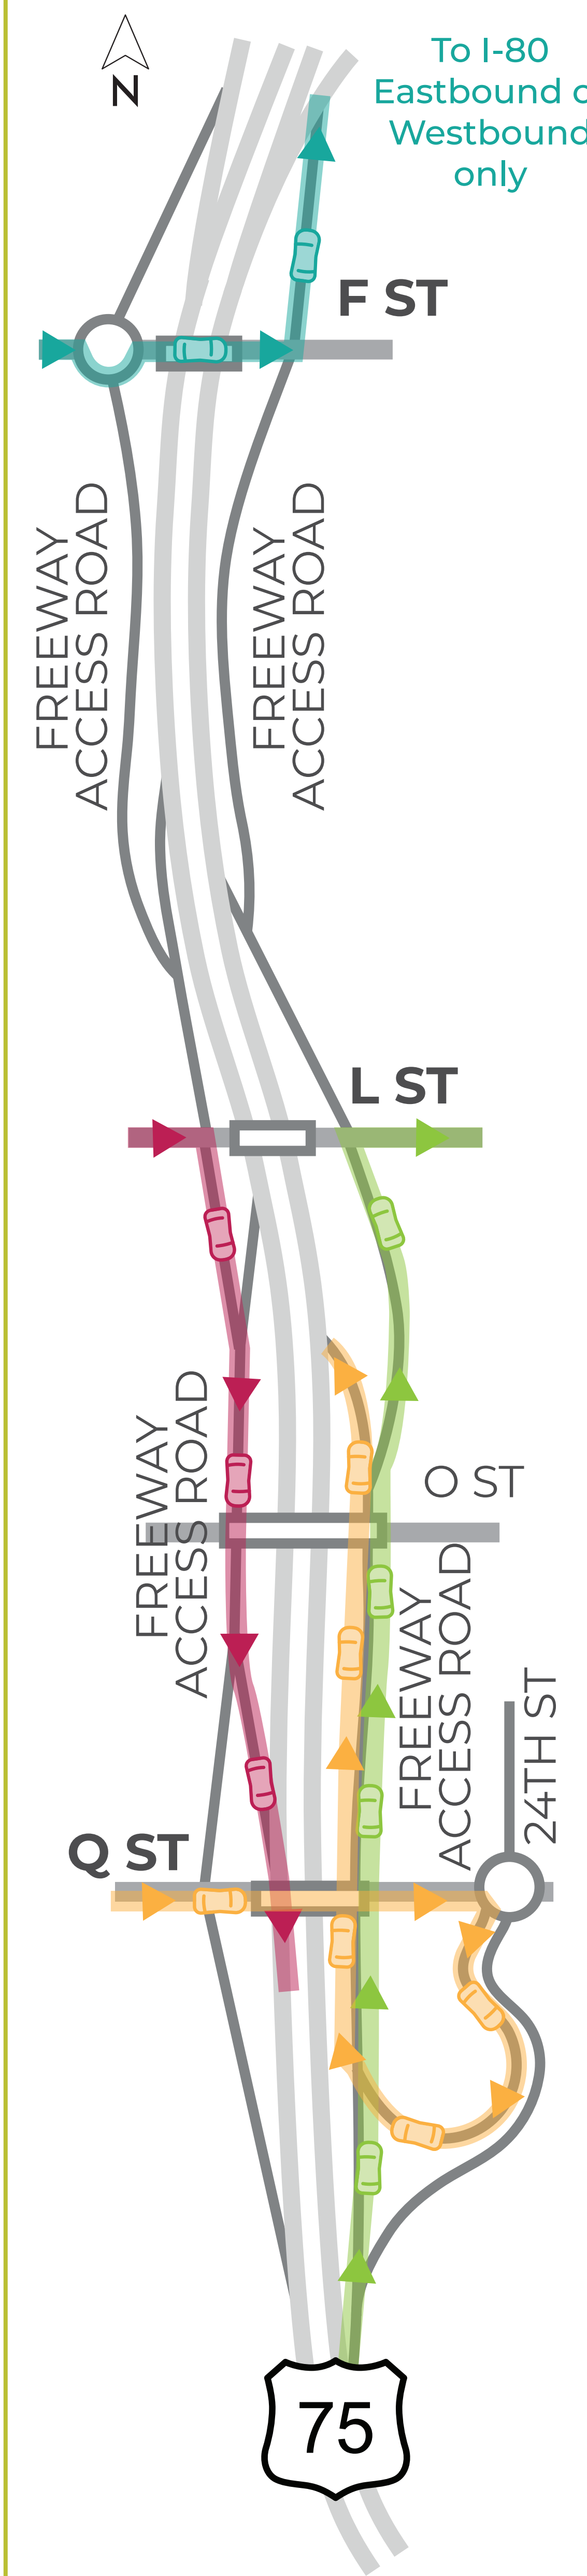 N
To I-80
Eastbound
Westbound
only
F ST
FREEWAY
ACCESS ROAD
FREEWAY
ACCESS ROAD
L ST
FREEWAY
ACCESS ROAD
O ST
FREEWAY
ACCESS ROAD
24TH ST
Q ST
75